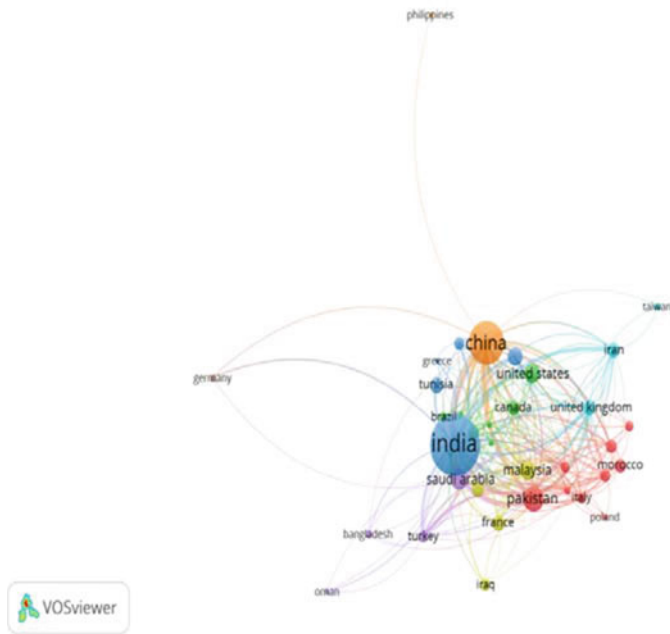 philippines
taiwan
china
iran
greece
united states
germany
tunisia
brazil
canada
united kingdom
india
malaysia
morocco
saudi arabia
pakistan
italy
poland
france
bangladesh
turkey
iraq
oman
VOSviewer